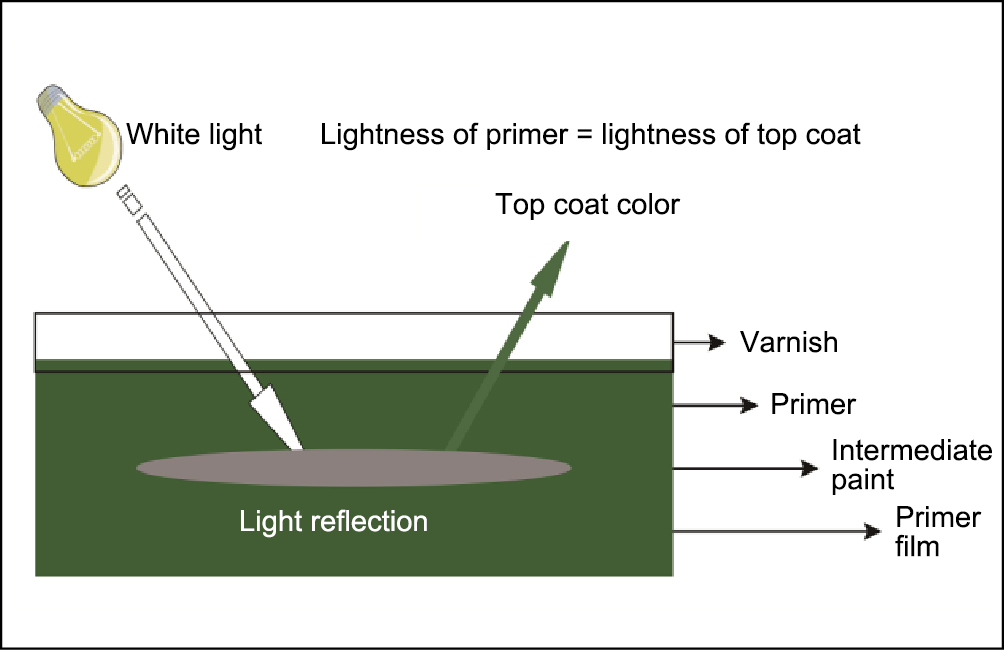 White light
Lightness of primer = lightness of top coat
Top coat color
Varnish
Primer
Intermediate
paint
Primer
film
Light reflection